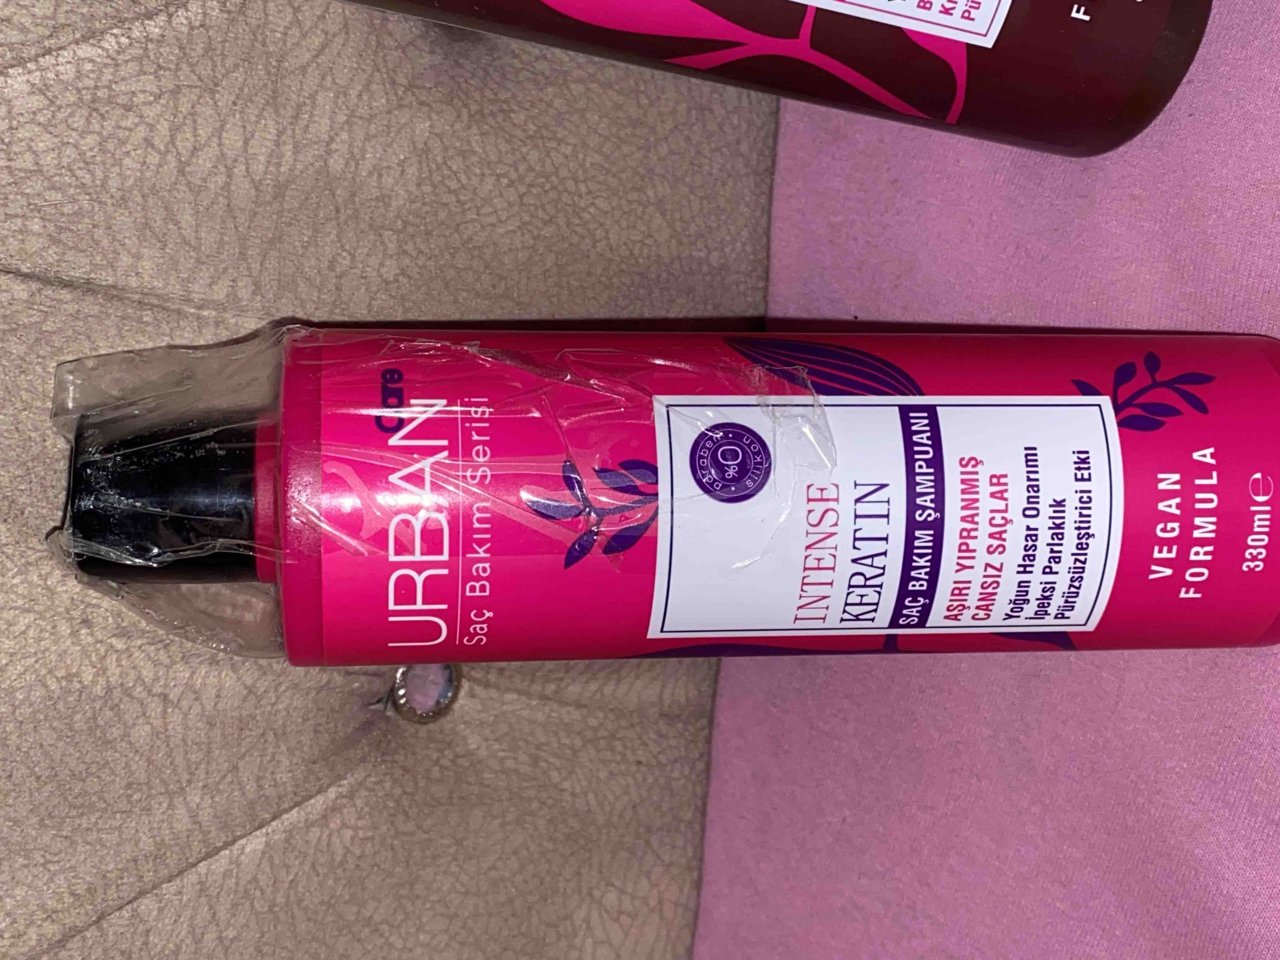 URBAN
Care
Saç Bakım Serisi
paraben
%0
silikon
INTENSE
KERATIN
SAÇ BAKIM ŞAMPUANI
AŞIRI YIPRANMIŞ
CANSIZ SAÇLAR
Yoğun Hasar Onarımı
İpeksi Parlaklık
Pürüzsüzleştirici Etki
VEGAN
FORMULA
330ml℮